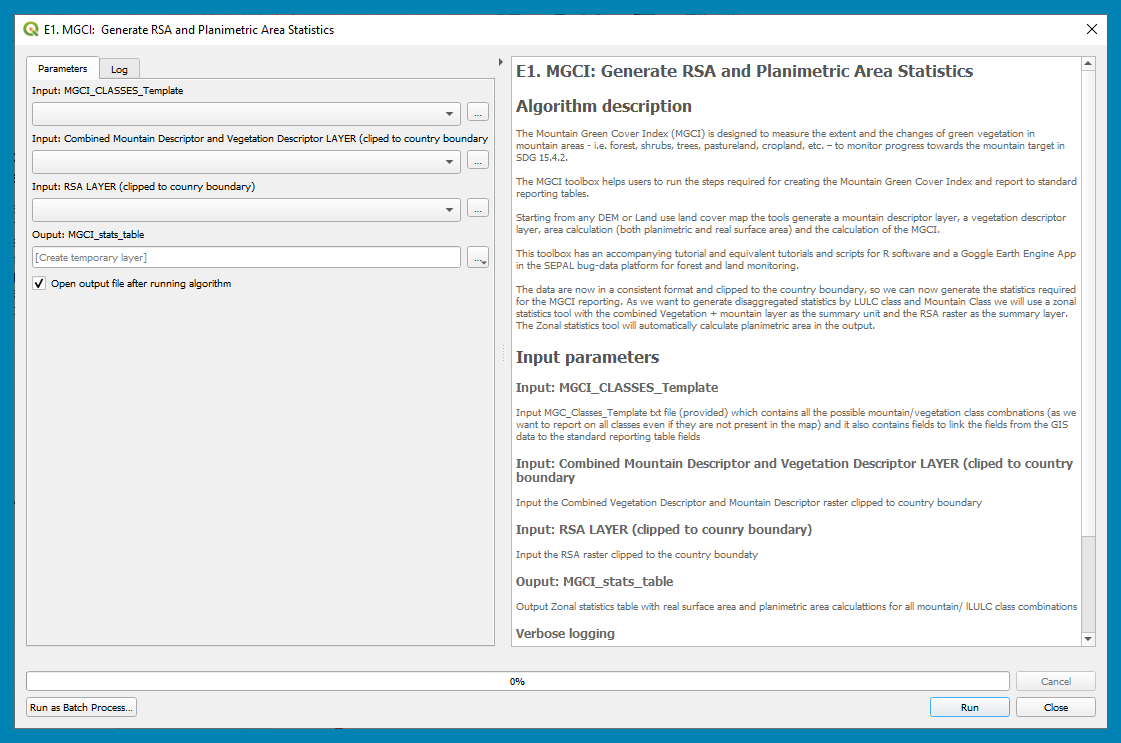 E1. MGCI: Generate RSA and Planimetric Area Statistics
Parameters
Log
Input: MGCI_CLASSES_Template
...
Input: Combined Mountain Descriptor and Vegetation Descriptor LAYER (cliped to country boundary
...
Input: RSA LAYER (clipped to counry boundary)
...
Ouput: MGCI_stats_table
[Create temporary layer]
...
Open output file after running algorithm
E1. MGCI: Generate RSA and Planimetric Area Statistics
Algorithm description
The Mountain Green Cover Index (MGCI) is designed to measure the extent and the changes of green vegetation in
mountain areas - i.e. forest, shrubs, trees, pastureland, cropland, etc. – to monitor progress towards the mountain target in
SDG 15.4.2.
The MGCI toolbox helps users to run the steps required for creating the Mountain Green Cover Index and report to standard
reporting tables.
Starting from any DEM or Land use land cover map the tools generate a mountain descriptor layer, a vegetation descriptor
layer, area calculation (both planimetric and real surface area) and the calculation of the MGCI.
This toolbox has an accompanying tutorial and equivalent tutorials and scripts for R software and a Goggle Earth Engine App
in the SEPAL bug-data platform for forest and land monitoring.
The data are now in a consistent format and clipped to the country boundary, so we can now generate the statistics required
for the MGCI reporting. As we want to generate disaggregated statistics by LULC class and Mountain Class we will use a zonal
statistics tool with the combined Vegetation + mountain layer as the summary unit and the RSA raster as the summary layer.
The Zonal statistics tool will automatically calculate planimetric area in the output.
Input parameters
Input: MGCI_CLASSES_Template
Input MGC_Classes_Template txt file (provided) which contains all the possible mountain/vegetation class combnations (as we
want to report on all classes even if they are not present in the map) and it also contains fields to link the fields from the GIS
data to the standard reporting table fields
Input: Combined Mountain Descriptor and Vegetation Descriptor LAYER (cliped to country
boundary
Input the Combined Vegetation Descriptor and Mountain Descriptor raster clipped to country boundary
Input: RSA LAYER (clipped to counry boundary)
Input the RSA raster clipped to the country boundaty
Ouput: MGCI_stats_table
Output Zonal statistics table with real surface area and planimetric area calculattions for all mountain/ lLULC class combinations
Verbose logging
0%
Cancel
Run as Batch Process...
Run
Close